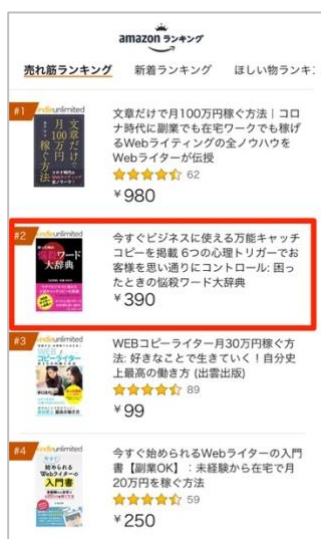 amazon ランキング
売れ筋ランキング 新着ランキング ほしい物ランキ:
#1 kindleunlimited
文章だけで
月100万円
稼ぐ方法
文章だけで月100万円稼ぐ方法 | コロ
ナ時代に副業でも在宅ワークでも稼げ
るWebライティングの全ノウハウを
Webライターが伝授
62
¥980
#2 kindleunlimited
悩殺ワード
大辞典
今すぐビジネスに使える万能キャッチ
コピーを掲載 6つの心理トリガーでお
客様を思い通りにコントロール: 困っ
たときの悩殺ワード大辞典
¥390
#3 kindleunlimited
WEB
コピーライター
WEBコピーライター月30万円稼ぐ方
法: 好きなことで生きていく！自分史
上最高の働き方 (出雲出版)
89
¥99
#4 kindleunlimited
今すぐ
始められる
Webライターの
入門書
今すぐ始められるWebライターの入門
書【副業OK】：未経験から在宅で月
20万円を稼ぐ方法
59
¥250